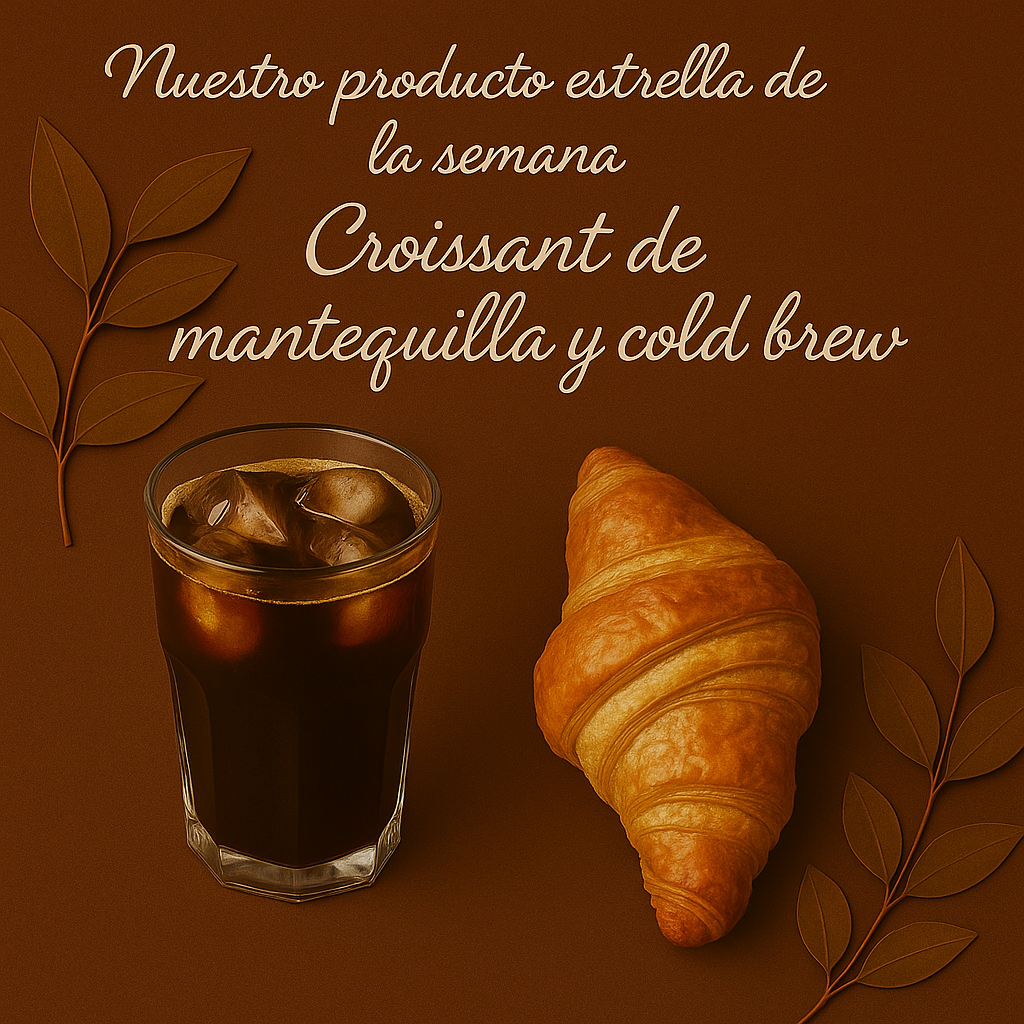 Nuestro producto estrella de
la semana
Croissant de
mantequilla y cold brew